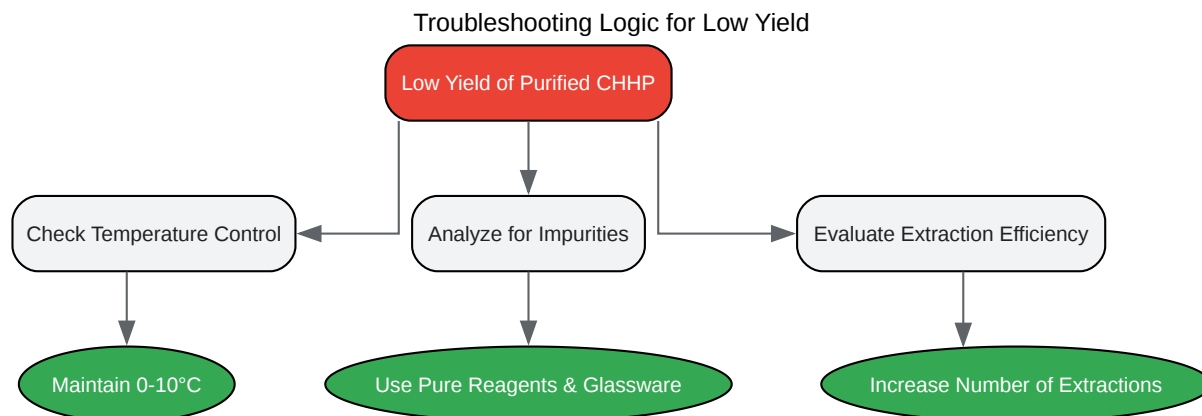 Troubleshooting Logic for Low Yield
Low Yield of Purified CHHP
Check Temperature Control
Analyze for Impurities
Evaluate Extraction Efficiency
Maintain 0-10°C
Use Pure Reagents & Glassware
Increase Number of Extractions